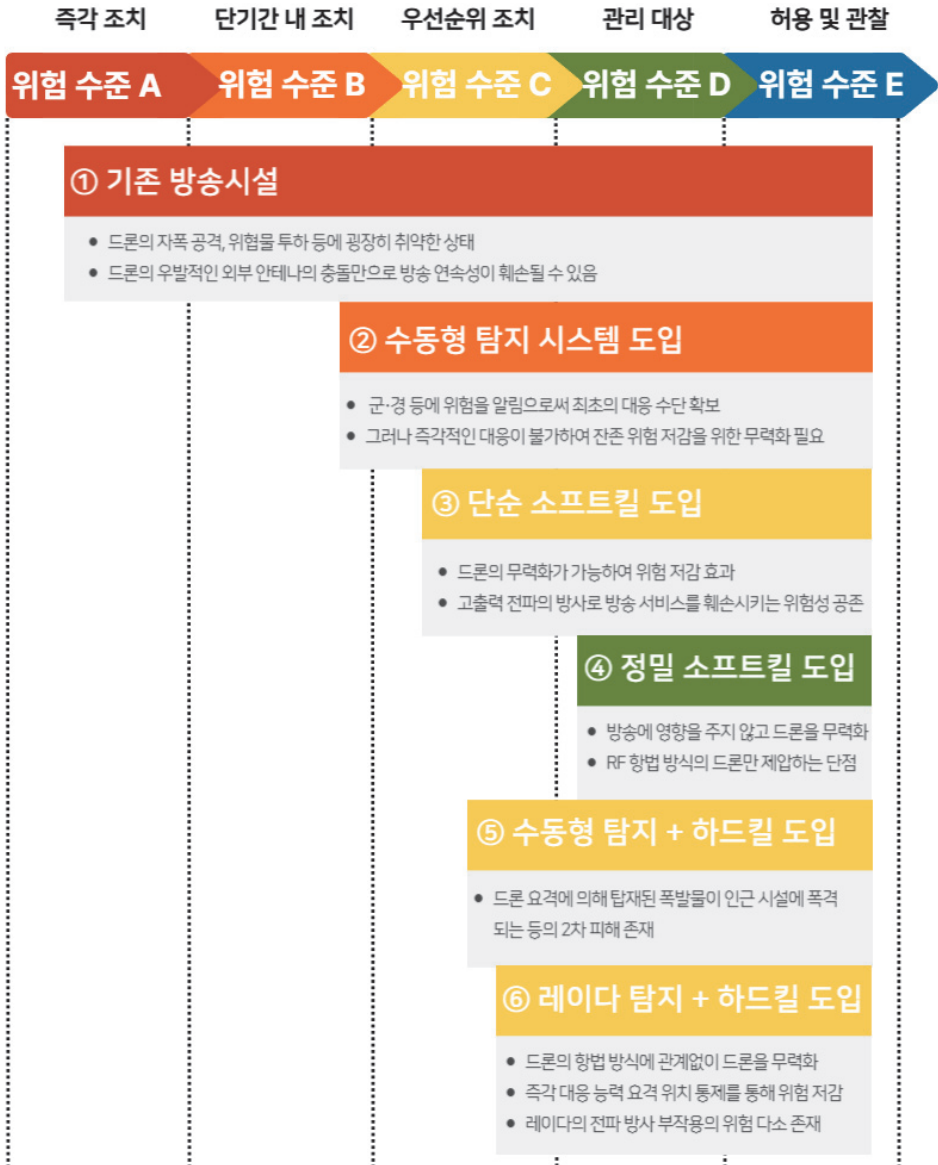 즉각 조치 단기간 내 조치 우선순위 조치 관리 대상 허용 및 관찰
위험 수준 A 위험 수준 B 위험 수준 C 위험 수준 D 위험 수준 E
① 기존 방송시설
● 드론의 자폭 공격, 위협물 투하 등에 굉장히 취약한 상태
● 드론의 우발적인 외부 안테나의 충돌만으로 방송 연속성이 훼손될 수 있음
② 수동형 탐지 시스템 도입
● 군·경 등에 위험을 알림으로써 최초의 대응 수단 확보
● 그러나 즉각적인 대응이 불가하여 잔존 위험 저감을 위한 무력화 필요
③ 단순 소프트킬 도입
● 드론의 무력화가 가능하여 위험 저감 효과
● 고출력 전파의 방사로 방송 서비스를 훼손시키는 위험성 공존
④ 정밀 소프트킬 도입
● 방송에 영향을 주지 않고 드론을 무력화
● RF 항법 방식의 드론만 제압하는 단점
⑤ 수동형 탐지 + 하드킬 도입
● 드론 요격에 의해 탑재된 폭발물이 인근 시설에 폭격
되는 등의 2차 피해 존재
⑥ 레이다 탐지 + 하드킬 도입
● 드론의 항법 방식에 관계없이 드론을 무력화
● 즉각 대응 능력 요격 위치 통제를 통해 위험 저감
● 레이다의 전파 방사 부작용의 위험 다소 존재